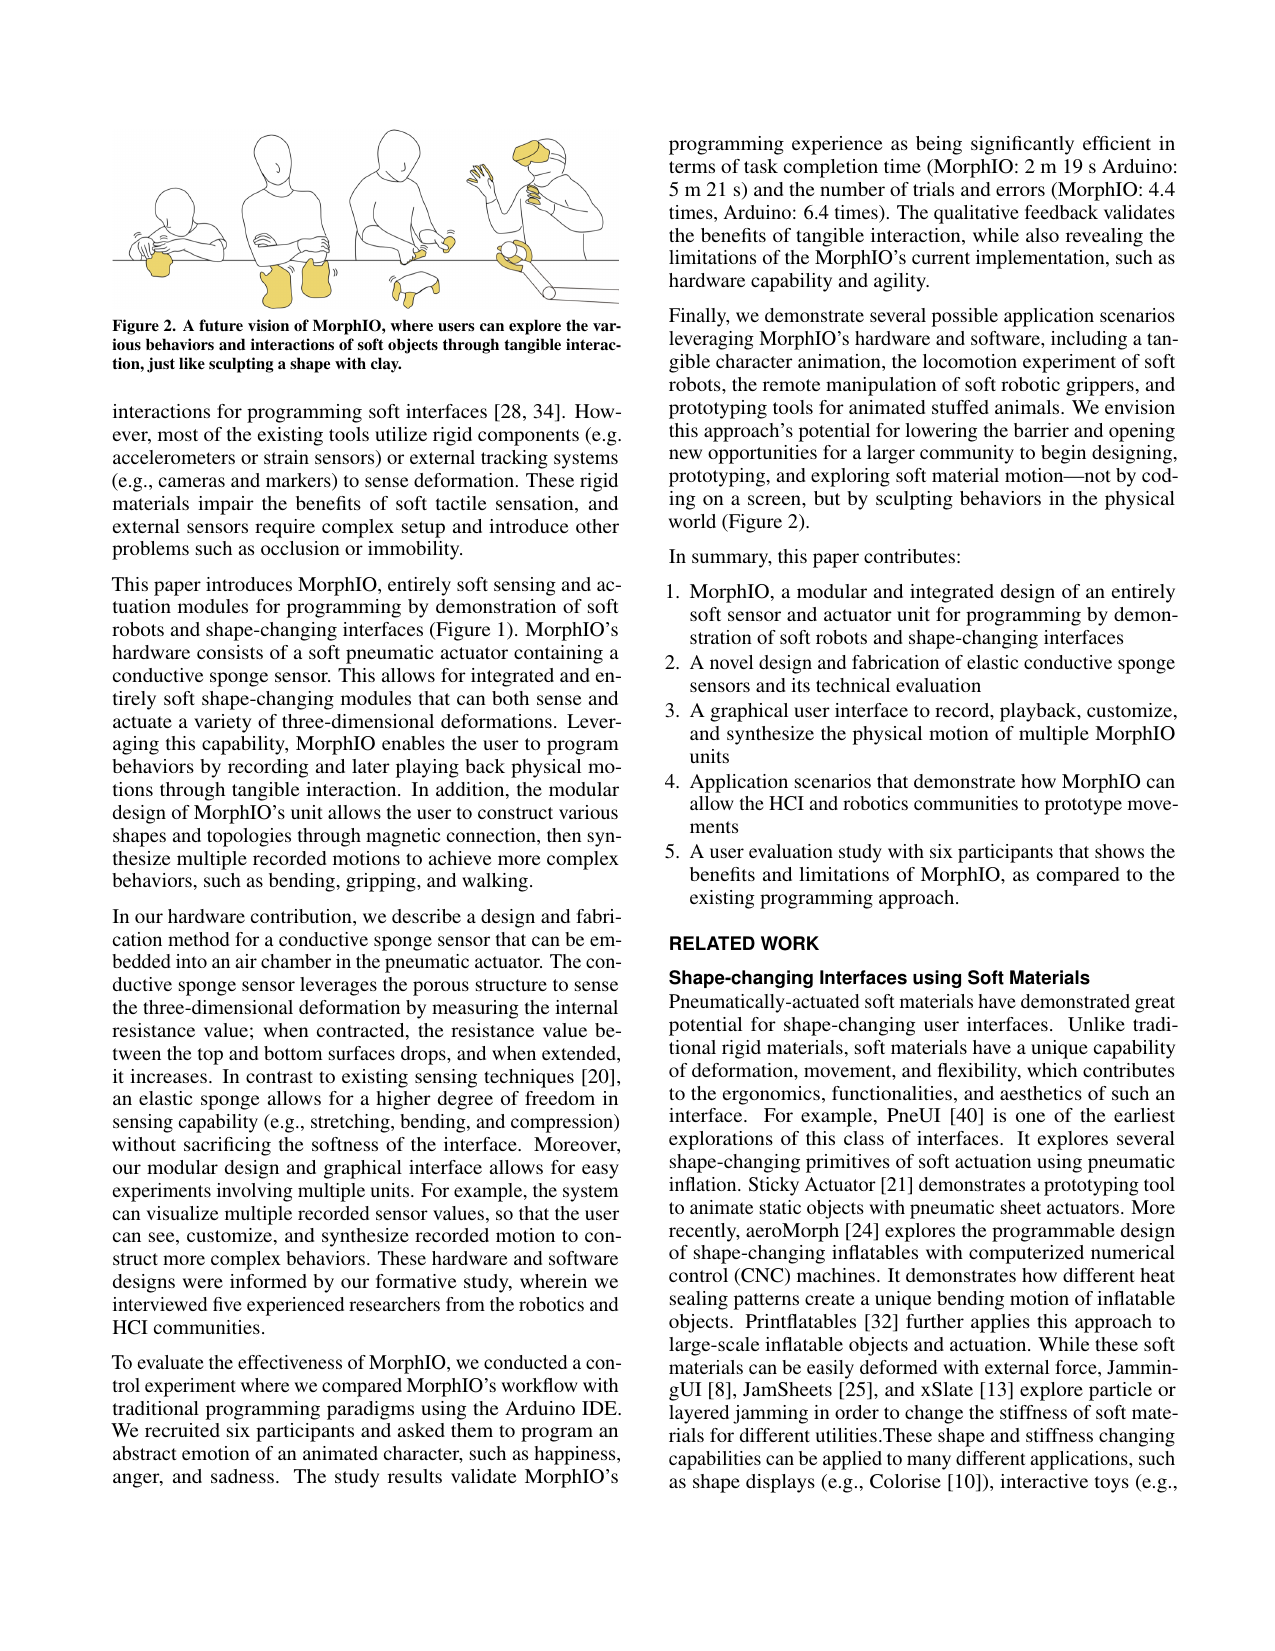 Figure 2. A future vision of MorphIO, where users can explore the var-
ious behaviors and interactions of soft objects through tangible interac-
tion, just like sculpting a shape with clay.
interactions for programming soft interfaces [28, 34]. How-
ever, most of the existing tools utilize rigid components (e.g.
accelerometers or strain sensors) or external tracking systems
(e.g., cameras and markers) to sense deformation. These rigid
materials impair the benefits of soft tactile sensation, and
external sensors require complex setup and introduce other
problems such as occlusion or immobility.
This paper introduces MorphIO, entirely soft sensing and ac-
tuation modules for programming by demonstration of soft
robots and shape-changing interfaces (Figure 1). MorphIO's
hardware consists of a soft pneumatic actuator containing a
conductive sponge sensor. This allows for integrated and en-
tirely soft shape-changing modules that can both sense and
actuate a variety of three-dimensional deformations. Lever-
aging this capability, MorphIO enables the user to program
behaviors by recording and later playing back physical mo-
tions through tangible interaction. In addition, the modular
design of MorphIO's unit allows the user to construct various
shapes and topologies through magnetic connection, then syn-
thesize multiple recorded motions to achieve more complex
behaviors, such as bending, gripping, and walking.
In our hardware contribution, we describe a design and fabri-
cation method for a conductive sponge sensor that can be em-
bedded into an air chamber in the pneumatic actuator. The con-
ductive sponge sensor leverages the porous structure to sense
the three-dimensional deformation by measuring the internal
resistance value; when contracted, the resistance value be-
tween the top and bottom surfaces drops, and when extended,
it increases. In contrast to existing sensing techniques [20],
an elastic sponge allows for a higher degree of freedom in
sensing capability (e.g., stretching, bending, and compression)
without sacrificing the softness of the interface. Moreover,
our modular design and graphical interface allows for easy
experiments involving multiple units. For example, the system
can visualize multiple recorded sensor values, so that the user
can see, customize, and synthesize recorded motion to con-
struct more complex behaviors. These hardware and software
designs were informed by our formative study, wherein we
interviewed five experienced researchers from the robotics and
HCI communities.
To evaluate the effectiveness of MorphIO, we conducted a con-
trol experiment where we compared MorphIO's workflow with
traditional programming paradigms using the Arduino IDE.
We recruited six participants and asked them to program an
abstract emotion of an animated character, such as happiness,
anger, and sadness. The study results validate MorphIO's
programming experience as being significantly efficient in
terms of task completion time (MorphIO: 2 m 19 s Arduino:
5 m 21 s) and the number of trials and errors (MorphIO: 4.4
times, Arduino: 6.4 times). The qualitative feedback validates
the benefits of tangible interaction, while also revealing the
limitations of the MorphIO's current implementation, such as
hardware capability and agility.
Finally, we demonstrate several possible application scenarios
leveraging MorphIO's hardware and software, including a tan-
gible character animation, the locomotion experiment of soft
robots, the remote manipulation of soft robotic grippers, and
prototyping tools for animated stuffed animals. We envision
this approach's potential for lowering the barrier and opening
new opportunities for a larger community to begin designing,
prototyping, and exploring soft material motion—not by cod-
ing on a screen, but by sculpting behaviors in the physical
world (Figure 2).
In summary, this paper contributes:
1. MorphIO, a modular and integrated design of an entirely
soft sensor and actuator unit for programming by demon-
stration of soft robots and shape-changing interfaces
2. A novel design and fabrication of elastic conductive sponge
sensors and its technical evaluation
3. A graphical user interface to record, playback, customize,
and synthesize the physical motion of multiple MorphIO
units
4. Application scenarios that demonstrate how MorphIO can
allow the HCI and robotics communities to prototype move-
ments
5. A user evaluation study with six participants that shows the
benefits and limitations of MorphIO, as compared to the
existing programming approach.
RELATED WORK
Shape-changing Interfaces using Soft Materials
Pneumatically-actuated soft materials have demonstrated great
potential for shape-changing user interfaces. Unlike tradi-
tional rigid materials, soft materials have a unique capability
of deformation, movement, and flexibility, which contributes
to the ergonomics, functionalities, and aesthetics of such an
interface. For example, PneUI [40] is one of the earliest
explorations of this class of interfaces. It explores several
shape-changing primitives of soft actuation using pneumatic
inflation. Sticky Actuator [21] demonstrates a prototyping tool
to animate static objects with pneumatic sheet actuators. More
recently, aeroMorph [24] explores the programmable design
of shape-changing inflatables with computerized numerical
control (CNC) machines. It demonstrates how different heat
sealing patterns create a unique bending motion of inflatable
objects. Printflatables [32] further applies this approach to
large-scale inflatable objects and actuation. While these soft
materials can be easily deformed with external force, Jammin-
gUI [8], JamSheets [25], and xSlate [13] explore particle or
layered jamming in order to change the stiffness of soft mate-
rials for different utilities.These shape and stiffness changing
capabilities can be applied to many different applications, such
as shape displays (e.g., Colorise [10]), interactive toys (e.g.,